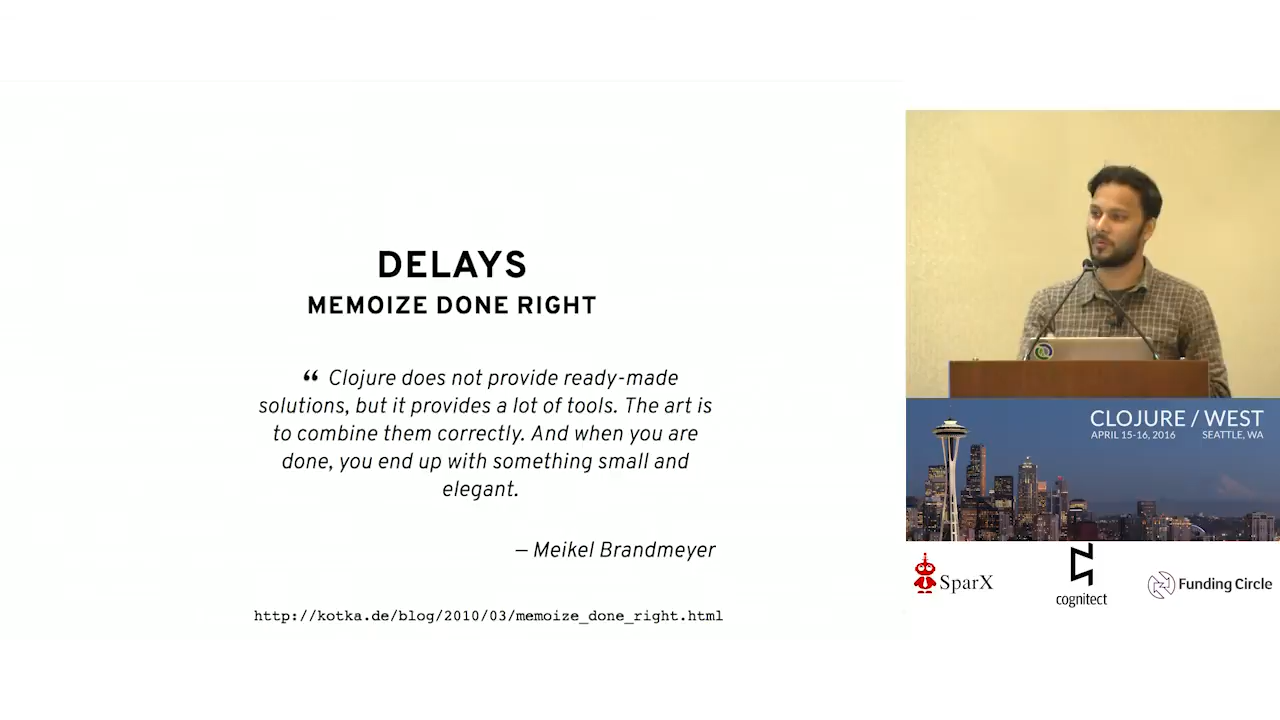 DELAYS
MEMOIZE DONE RIGHT
“ Clojure does not provide ready-made
solutions, but it provides a lot of tools. The art is
to combine them correctly. And when you are
done, you end up with something small and
elegant.
— Meikel Brandmeyer
http://kotka.de/blog/2010/03/memoize_done_right.html
CLOJURE / WEST
APRIL 15-16, 2016 SEATTLE, WA
SparX
cognitect
Funding Circle